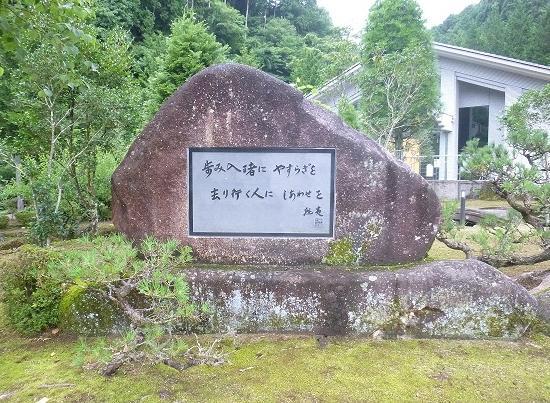 歩み入る者に やすらぎを
去り行く人に しあわせを